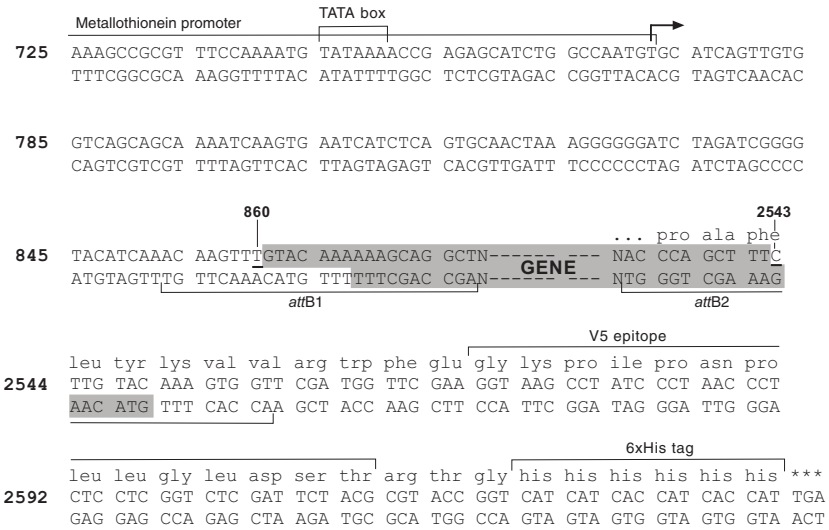 Metallothionein promoter
TATA box
725 AAAGCCGCGT TTCCAAAATG TATAAAACCG AGAGCATCTG GCCAATGTGC ATCAGTTGTG
TTTCGGCGCA AAGGTTTTAC ATATTTTGGC TCTCGTAGAC CGGTTACACG TAGTCAACAC
785 GTCAGCAGCA AAATCAAGTG AATCATCTCA GTGCAACTAA AGGGGGGATC TAGATCGGGG
CAGTCGTCGT TTTAGTTCAC TTAGTAGAGT CACGTTGATT TCCCCCCTAG ATCTAGCCCC
860 2543
... pro ala phe
845 TACATCAAAC AAGTTTGTAC AAAAAAGCAG GCTN------ --- NAC CCA GCT TTC
ATGTAGTTTG TTCAAACATG TTTTTTCGAC CGAN------ --- NTG GGT CGA AAG
GENE
attB1 attB2
V5 epitope
leu tyr lys val val arg trp phe glu gly lys pro ile pro asn pro
2544 TTG TAC AAA GTG GTT CGA TGG TTC GAA GGT AAG CCT ATC CCT AAC CCT
AAC ATG TTT CAC CAA GCT ACC AAG CTT CCA TTC GGA TAG GGA TTG GGA
6xHis tag
leu leu gly leu asp ser thr arg thr gly his his his his his his ***
2592 CTC CTC GGT CTC GAT TCT ACG CGT ACC GGT CAT CAT CAC CAT CAC CAT TGA
GAG GAG CCA GAG CTA AGA TGC GCA TGG CCA GTA GTA GTG GTA GTG GTA ACT